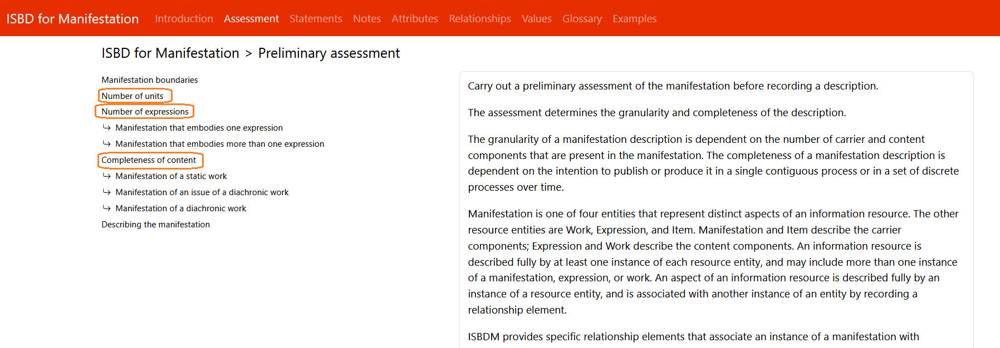 ISBD for Manifestation Introduction Assessment Statements Notes Attributes Relationships Values Glossary Examples
ISBD for Manifestation > Preliminary assessment
Manifestation boundaries
Number of units
Number of expressions
↳ Manifestation that embodies one expression
↳ Manifestation that embodies more than one expression
Completeness of content
↳ Manifestation of a static work
↳ Manifestation of an issue of a diachronic work
↳ Manifestation of a diachronic work
Describing the manifestation
Carry out a preliminary assessment of the manifestation before recording a description.
The assessment determines the granularity and completeness of the description.
The granularity of a manifestation description is dependent on the number of carrier and content
components that are present in the manifestation. The completeness of a manifestation description is
dependent on the intention to publish or produce it in a single contiguous process or in a set of discrete
processes over time.
Manifestation is one of four entities that represent distinct aspects of an information resource. The other
resource entities are Work, Expression, and Item. Manifestation and Item describe the carrier
components; Expression and Work describe the content components. An information resource is
described fully by at least one instance of each resource entity, and may include more than one instance
of a manifestation, expression, or work. An aspect of an information resource is described fully by an
instance of a resource entity, and is associated with another instance of an entity by recording a
relationship element.
ISBDM provides specific relationship elements that associate an instance of a manifestation with